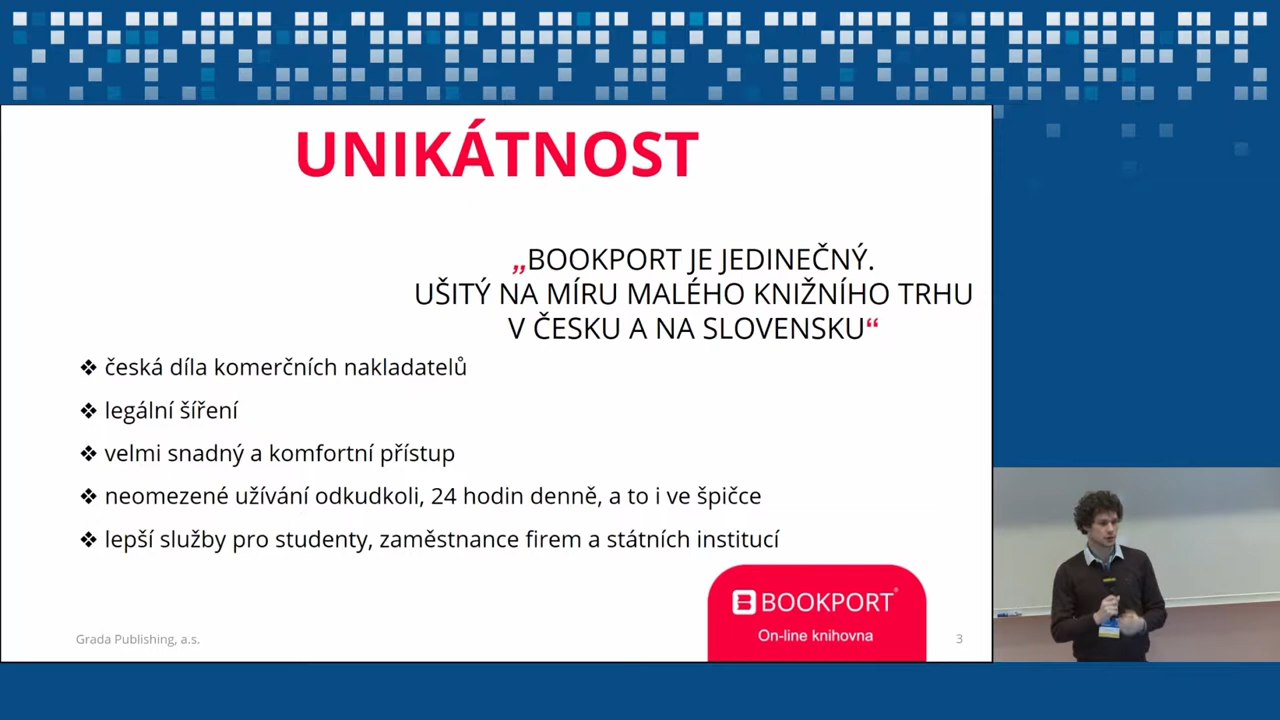 UNIKÁTNOST
„BOOKPORT JE JEDINEČNÝ.
UŠITÝ NA MÍRU MALÉHO KNIŽNÍHO TRHU
V ČESKU A NA SLOVENSKU“
❖ česká díla komerčních nakladatelů
❖ legální šíření
❖ velmi snadný a komfortní přístup
❖ neomezené užívání odkudkoli, 24 hodin denně, a to i ve špičce
❖ lepší služby pro studenty, zaměstnance firem a státních institucí
BOOKPORT®
On-line knihovna
Grada Publishing, a.s.
3